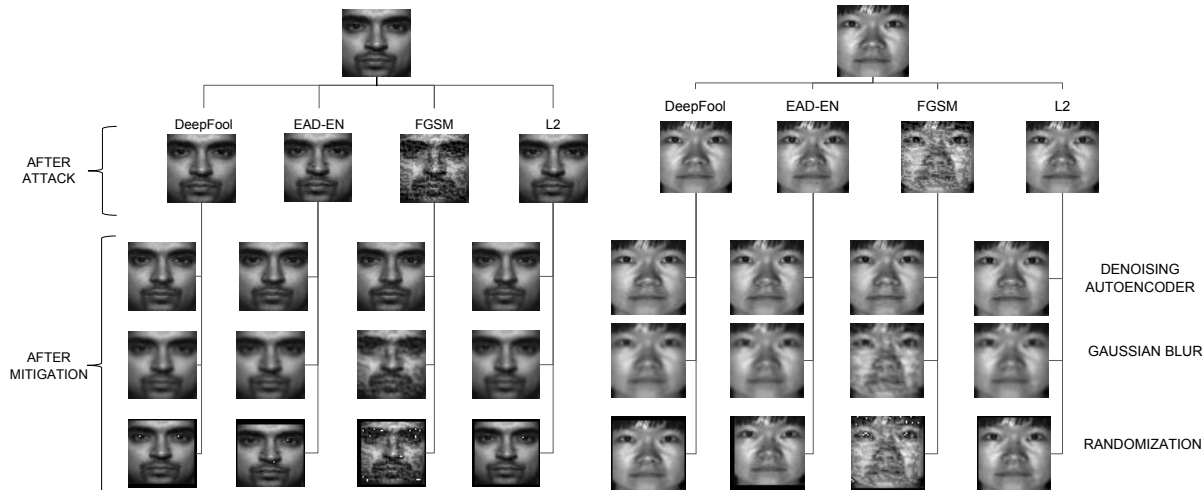 DeepFool EAD-EN FGSM L2
DeepFool EAD-EN FGSM L2
AFTER
ATTACK
DENOISING
AUTOENCODER
AFTER
MITIGATION
GAUSSIAN BLUR
RANDOMIZATION